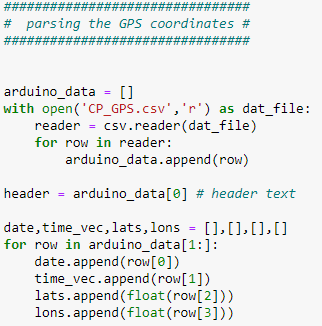 ###############################
#  parsing the GPS coordinates #
###############################
arduino_data = []
with open('CP_GPS.csv','r') as dat_file:
    reader = csv.reader(dat_file)
    for row in reader:
        arduino_data.append(row)
header = arduino_data[0] # header text
date,time_vec,lats,lons = [],[],[],[]
for row in arduino_data[1:]:
    date.append(row[0])
    time_vec.append(row[1])
    lats.append(float(row[2]))
    lons.append(float(row[3]))